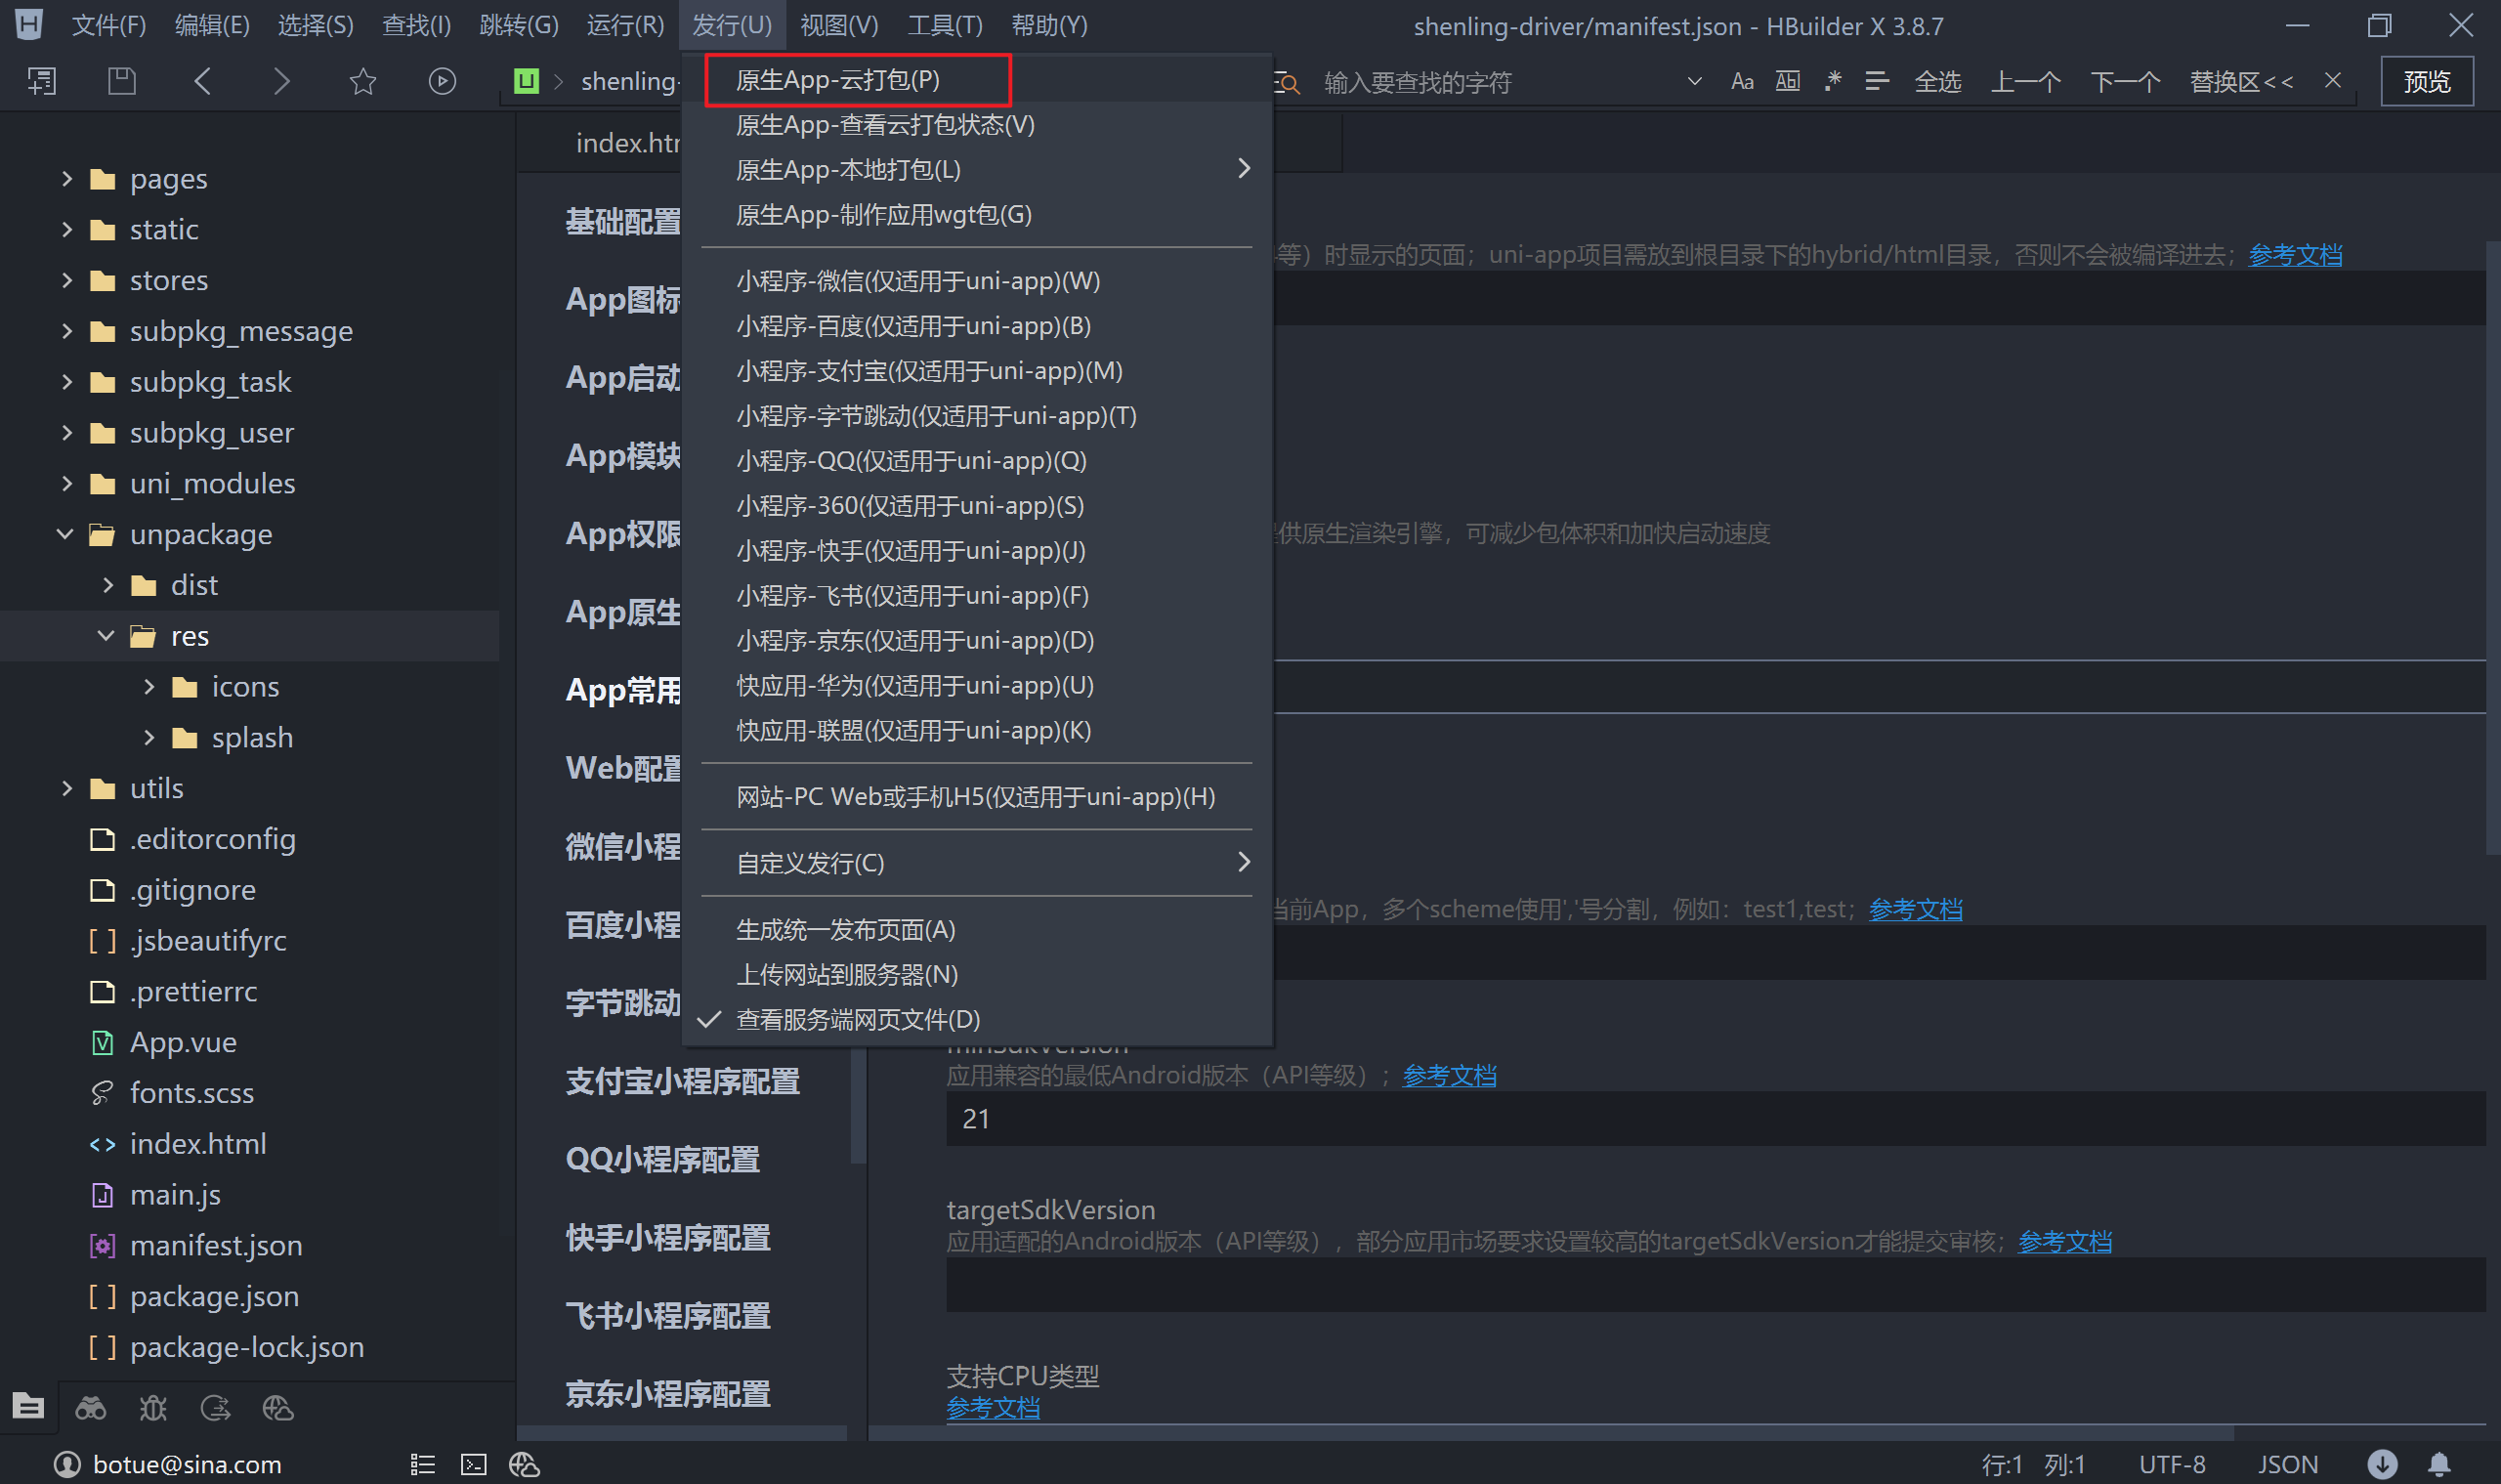 文件(F) 编辑(E) 选择(S) 查找(I) 跳转(G) 运行(R) 发行(U) 视图(V) 工具(T) 帮助(Y) shenling-driver/manifest.json - HBuilder X 3.8.7
shenling- 输入要查找的字符 Aa Ab .* 全选 上一个 下一个 替换区<< 预览
原生App-云打包(P)
原生App-查看云打包状态(V)
原生App-本地打包(L)
原生App-制作应用wgt包(G)
小程序-微信(仅适用于uni-app)(W)
小程序-百度(仅适用于uni-app)(B)
小程序-支付宝(仅适用于uni-app)(M)
小程序-字节跳动(仅适用于uni-app)(T)
小程序-QQ(仅适用于uni-app)(Q)
小程序-360(仅适用于uni-app)(S)
小程序-快手(仅适用于uni-app)(J)
小程序-飞书(仅适用于uni-app)(F)
小程序-京东(仅适用于uni-app)(D)
快应用-华为(仅适用于uni-app)(U)
快应用-联盟(仅适用于uni-app)(K)
网站-PC Web或手机H5(仅适用于uni-app)(H)
自定义发行(C)
生成统一发布页面(A)
上传网站到服务器(N)
查看服务端网页文件(D)
pages
static
stores
subpkg_message
subpkg_task
subpkg_user
uni_modules
unpackage
dist
res
icons
splash
utils
.editorconfig
.gitignore
.jsbeautifyrc
.prettierrc
App.vue
fonts.scss
index.html
main.js
manifest.json
package.json
package-lock.json
index.htm
基础配置
App图标
App启动
App模块
App权限
App原生
App常用
Web配置
微信小程
百度小程
字节跳动
支付宝小程序配置
QQ小程序配置
快手小程序配置
飞书小程序配置
京东小程序配置
等）时显示的页面；uni-app项目需放到根目录下的hybrid/html目录，否则不会被编译进去；参考文档
供原生渲染引擎，可减少包体积和加快启动速度
当前App，多个scheme使用','号分割，例如：test1,test；参考文档
minSdkVersion
应用兼容的最低Android版本（API等级）；参考文档
21
targetSdkVersion
应用适配的Android版本（API等级），部分应用市场要求设置较高的targetSdkVersion才能提交审核；参考文档
支持CPU类型
参考文档
botue@sina.com 行:1 列:1 UTF-8 JSON